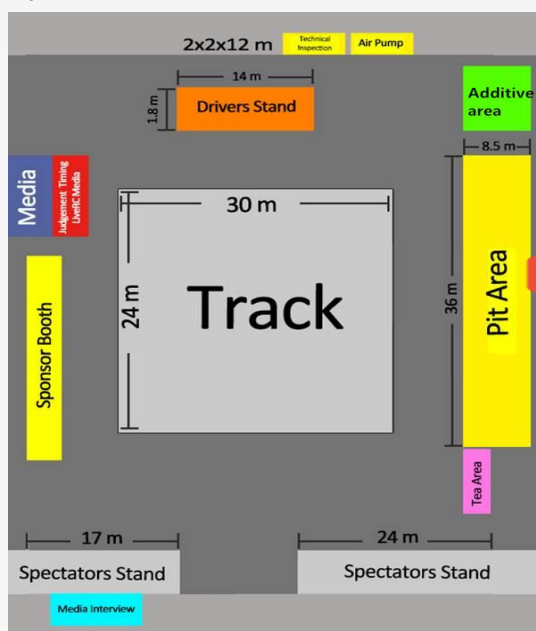 2x2x12 m
Technical
Inspection
Air Pump
14 m
1.8 m
Drivers Stand
Additive
area
8.5 m
Media
Judgement Timing
LiveRC Media
30 m
24 m
Track
36 m
Pit Area
Sponsor Booth
Tea Area
17 m
24 m
Spectators Stand
Spectators Stand
Media Interview